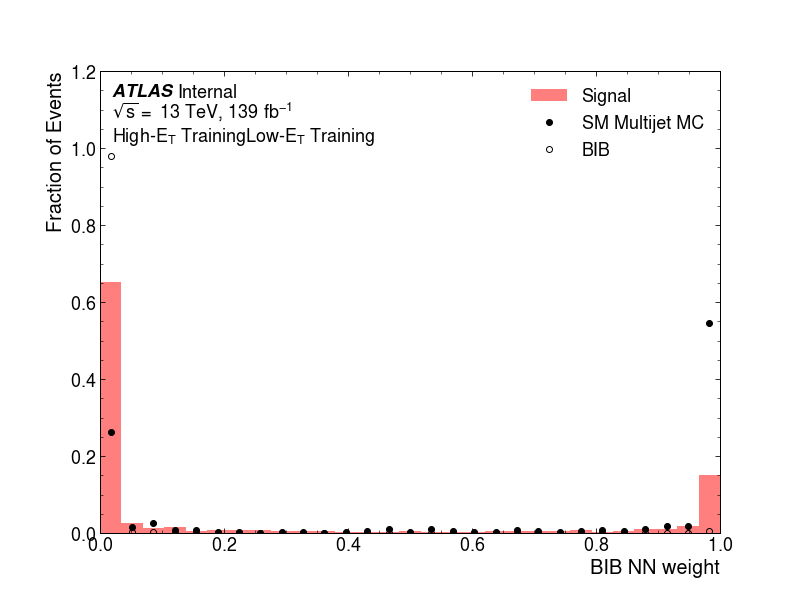 1.2
1.0
0.8
0.6
0.4
0.2
0.0
Fraction of Events
ATLAS Internal
√s = 13 TeV, 139 fb⁻¹
High-E_T TrainingLow-E_T Training
Signal
SM Multijet MC
BIB
0.0 0.2 0.4 0.6 0.8 1.0
BIB NN weight